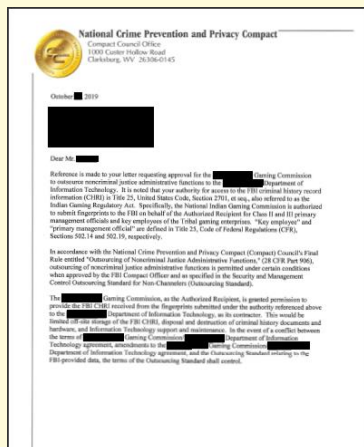 National Crime Prevention and Privacy Compact
Compact Council Office
1000 Custer Hollow Road
Clarksburg, WV 26306-0145
October 2019
Dear Mr.
Reference is made to your letter requesting approval for the Gaming Commission
to outsource noncriminal justice administrative functions to the Department of
Information Technology. It is noted that your authority for access to the FBI criminal history record
information (CHRI) is Title 25, United States Code, Section 2701, et seq., also referred to as the
Indian Gaming Regulatory Act. Specifically, the National Indian Gaming Commission is authorized
to submit fingerprints to the FBI on behalf of the Authorized Recipient for Class II and III primary
management officials and key employees of the Tribal gaming enterprises. "Key employee" and
"primary management official" are defined in Title 25, Code of Federal Regulations (CFR),
Sections 502.14 and 502.19, respectively.
In accordance with the National Crime Prevention and Privacy Compact (Compact) Council's Final
Rule entitled "Outsourcing of Noncriminal Justice Administrative Functions," (28 CFR Part 906),
outsourcing of noncriminal justice administrative functions is permitted under certain conditions
when approved by the FBI Compact Officer and as specified in the Security and Management
Control Outsourcing Standard for Non-Channelers (Outsourcing Standard).
The Gaming Commission, as the Authorized Recipient, is granted permission to
provide the FBI CHRI received from the fingerprints submitted under the authority referenced above
to the Department of Information Technology, as its contractor. This would be
limited off-site storage of the FBI CHRI, disposal and destruction of criminal history documents and
hardware, and Information Technology support and maintenance. In the event of a conflict between
the terms of Gaming Commission/ Department of Information
Technology agreement, amendments to the Gaming Commission/
Department of Information Technology agreement, and the Outsourcing Standard relating to the
FBI-provided data, the terms of the Outsourcing Standard shall control.